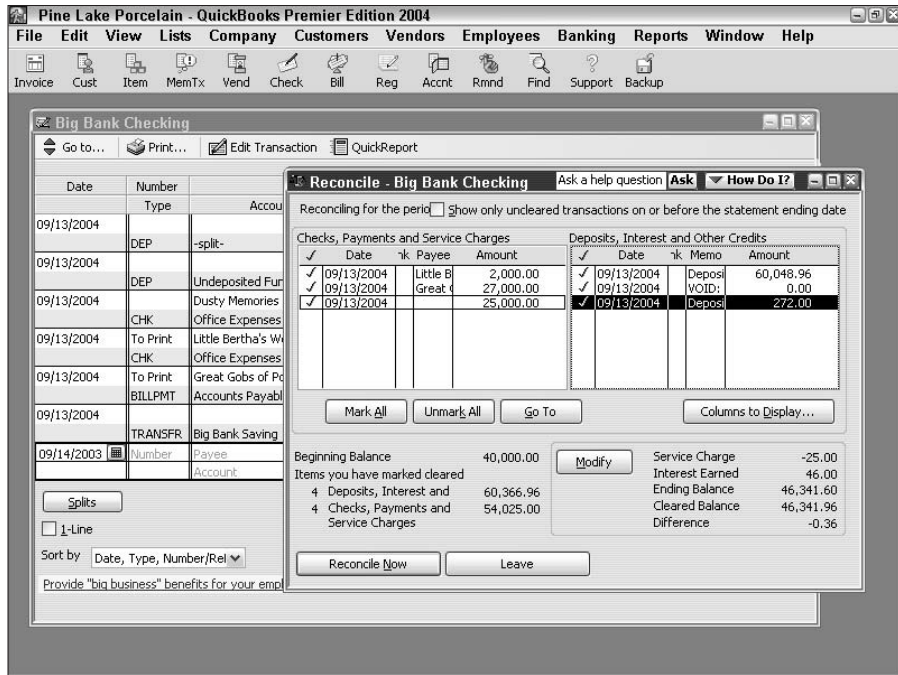 Pine Lake Porcelain - QuickBooks Premier Edition 2004
File Edit View Lists Company Customers Vendors Employees Banking Reports Window Help
Invoice Cust Item MemTx Vend Check Bill Reg Accnt Rmnd Find Support Backup
Big Bank Checking
Go to... Print... Edit Transaction QuickReport
Date Number
Type Accou
09/13/2004
DEP -split-
09/13/2004
DEP Undeposited Fur
09/13/2004 Dusty Memories
CHK Office Expenses
09/13/2004 To Print Little Bertha's W
CHK Office Expenses
09/13/2004 To Print Great Gobs of Po
BILLPMT Accounts Payabl
09/13/2004
TRANSFR Big Bank Saving
09/14/2003 Number Payee
Account
Splits
1-Line
Sort by Date, Type, Number/Rel
Provide "big business" benefits for your empl
Reconcile - Big Bank Checking Ask a help question Ask How Do I?
Reconciling for the perio Show only uncleared transactions on or before the statement ending date
Checks, Payments and Service Charges
✓ Date nk Payee Amount
✓ 09/13/2004 Little B 2,000.00
✓ 09/13/2004 Great 27,000.00
✓ 09/13/2004 25,000.00
Deposits, Interest and Other Credits
✓ Date nk Memo Amount
✓ 09/13/2004 Deposi 60,048.96
✓ 09/13/2004 VOID: 0.00
✓ 09/13/2004 Deposi 272.00
Mark All Unmark All Go To Columns to Display...
Beginning Balance 40,000.00
Items you have marked cleared
4 Deposits, Interest and 60,366.96
4 Checks, Payments and 54,025.00
Service Charges
Modify
Service Charge -25.00
Interest Earned 46.00
Ending Balance 46,341.60
Cleared Balance 46,341.96
Difference -0.36
Reconcile Now Leave